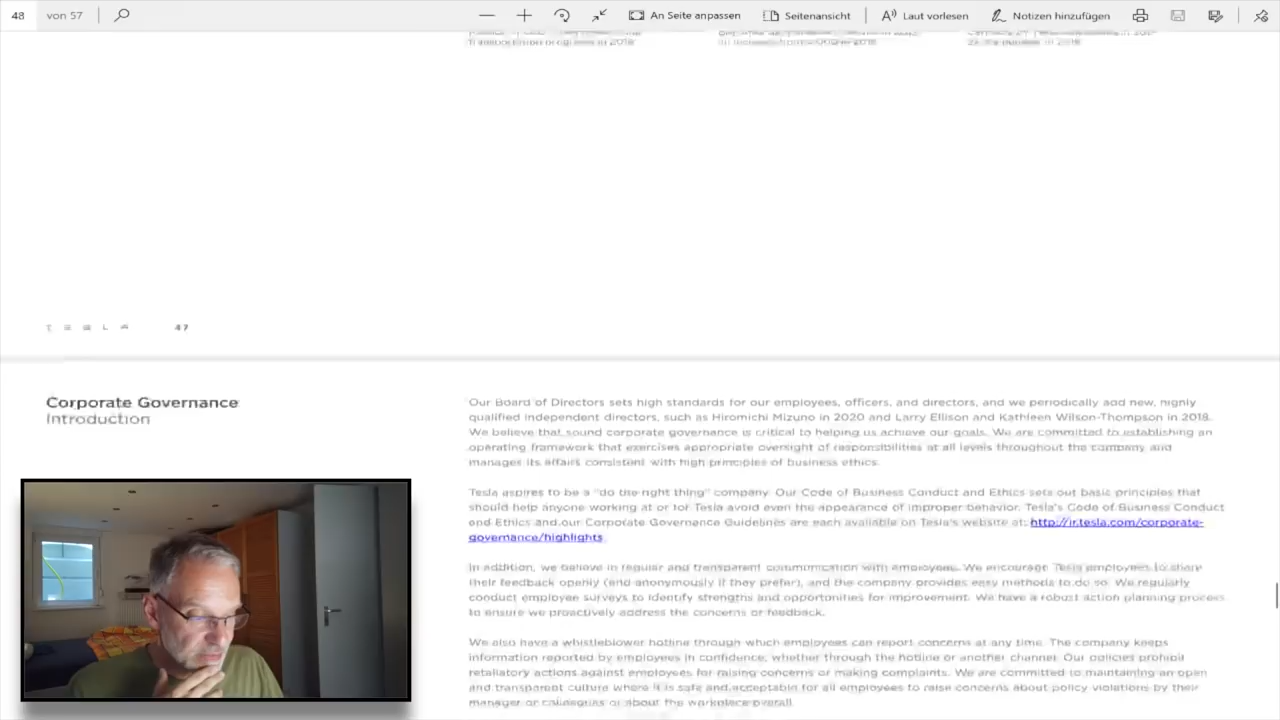 48 von 57 An Seite anpassen Seitenansicht Laut vorlesen Notizen hinzufügen
in 2018
T E S L A 47
Corporate Governance
Introduction
Our Board of Directors sets high standards for our employees, officers, and directors, and we periodically add new, highly
qualified independent directors, such as Hiromichi Mizuno in 2020 and Larry Ellison and Kathleen Wilson-Thompson in 2018.
We believe that sound corporate governance is critical to helping us achieve our goals. We are committed to establishing an
operating framework that exercises appropriate oversight of responsibilities at all levels throughout the company and
manages its affairs consistent with high principles of business ethics.
Tesla aspires to be a "do the right thing" company. Our Code of Business Conduct and Ethics sets out basic principles that
should help anyone working at or for Tesla avoid even the appearance of improper behavior. Tesla's Code of Business Conduct
and Ethics and our Corporate Governance Guidelines are each available on Tesla's website at: http://ir.tesla.com/corporate-
governance/highlights
In addition, we believe in regular and transparent communication with employees. We encourage Tesla employees to share
their feedback openly (and anonymously if they prefer), and the company provides easy methods to do so. We regularly
conduct employee surveys to identify strengths and opportunities for improvement. We have a robust action planning process
to ensure we proactively address the concerns or feedback.
We also have a whistleblower hotline through which employees can report concerns at any time. The company keeps
information reported by employees in confidence, whether through the hotline or another channel. Our policies prohibit
retaliatory actions against employees for raising concerns or making complaints. We are committed to maintaining an open
and transparent culture where it is safe and acceptable for all employees to raise concerns about policy violations by their
manager or colleagues or about the workplace overall.